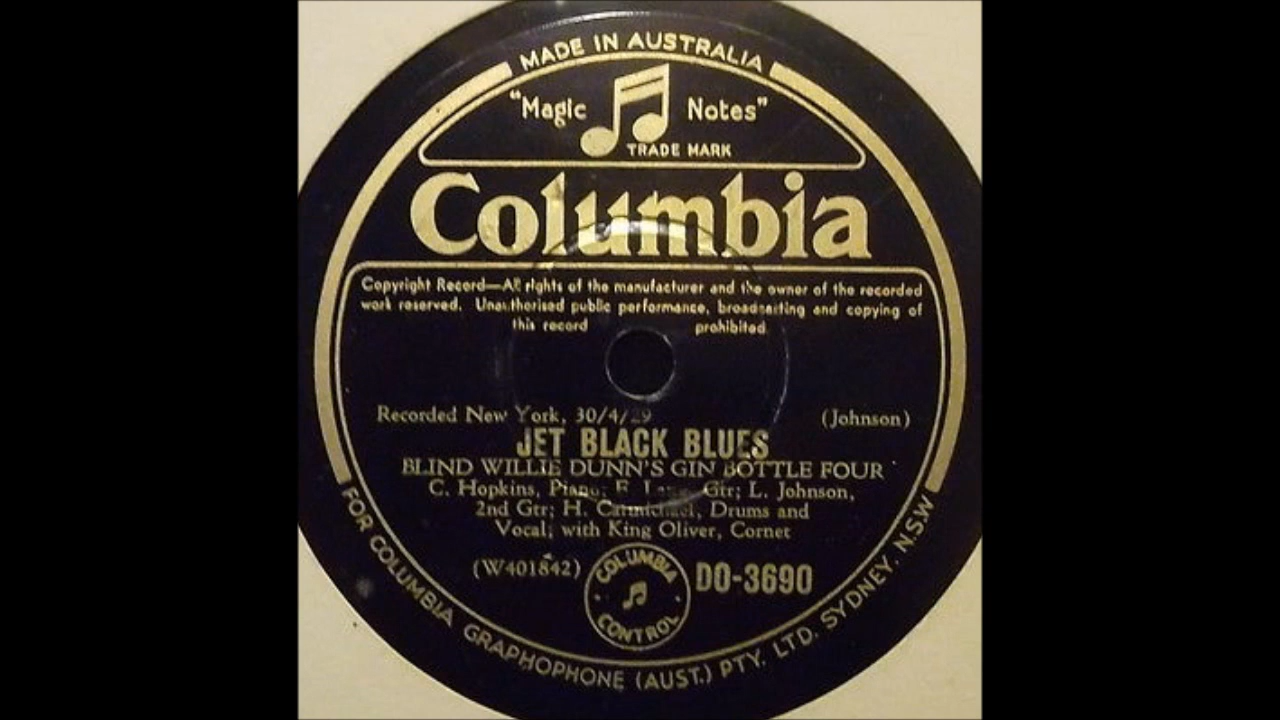 MADE IN AUSTRALIA
"Magic Notes"
TRADE MARK
Columbia
Copyright Record—All rights of the manufacturer and the owner of the recorded
work reserved. Unauthorised public performance, broadcasting and copying of
this record prohibited
Recorded New York, 30/4/29 (Johnson)
JET BLACK BLUES
BLIND WILLIE DUNN'S GIN BOTTLE FOUR
C. Hopkins, Piano; E. Lang, Gtr; L. Johnson,
2nd Gtr; H. Carmichael, Drums and
Vocal; with King Oliver, Cornet
(W401842) COLUMBIA CONTROL DO-3690
FOR COLUMBIA GRAPHOPHONE (AUST.) PTY. LTD. SYDNEY. N.S.W